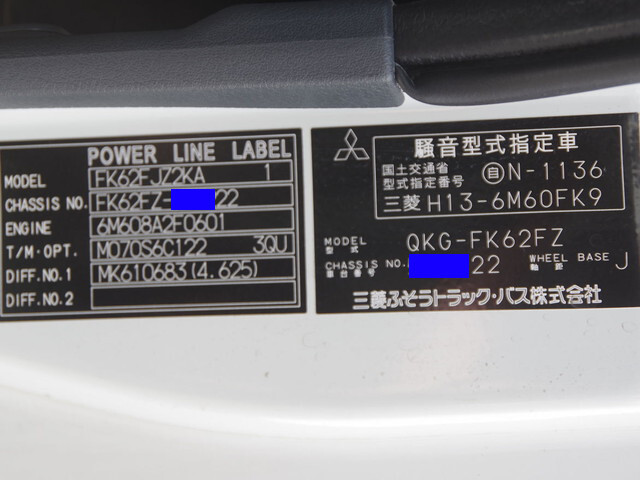 POWER LINE LABEL
MODEL FK62FJZ2KA 1
CHASSIS NO. FK62FZ- 22
ENGINE 6M608A2F0601
T/M·OPT. M070S6C122 3QU
DIFF.NO.1 MK610683(4.625)
DIFF.NO.2
騒音型式指定車
国土交通省
型式指定番号 自N-1136
三菱 H13-6M60FK9
MODEL
型式 QKG-FK62FZ
CHASSIS NO.
車台番号 22 WHEEL BASE
軸距 J
三菱ふそうトラック・バス株式会社